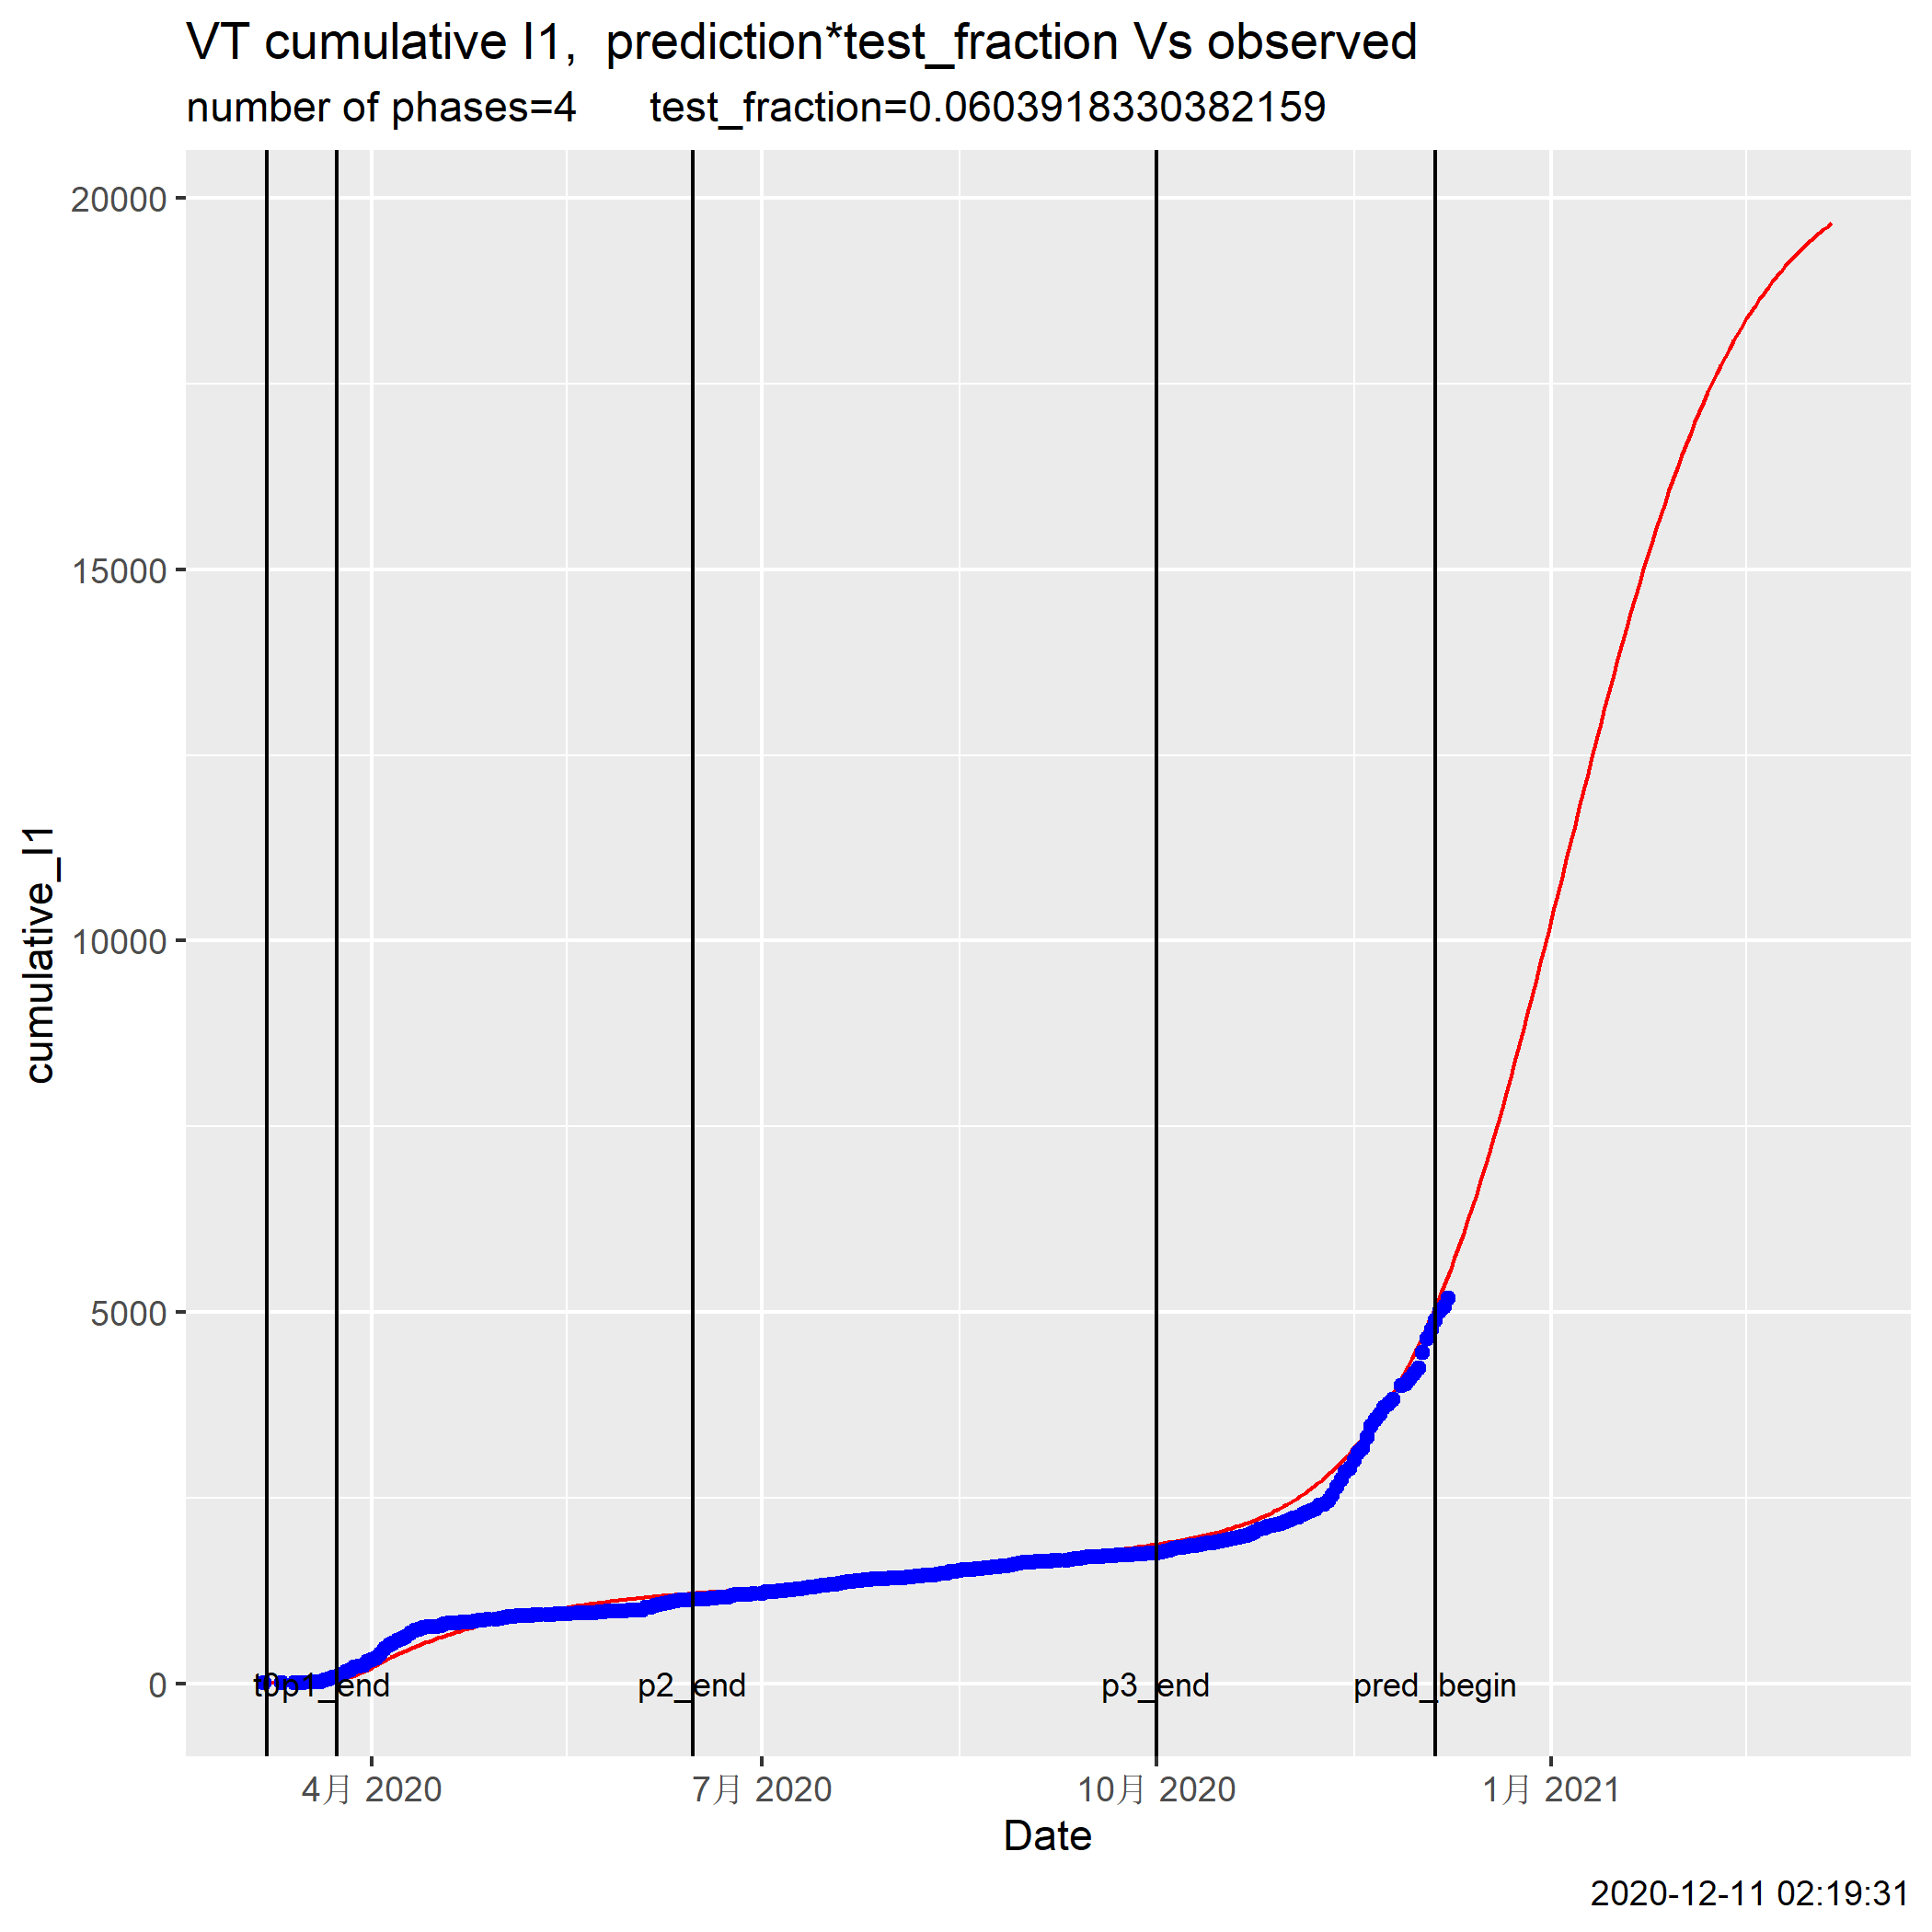 VT cumulative I1,  prediction*test_fraction Vs observed
number of phases=4      test_fraction=0.0603918330382159
20000
15000
10000
5000
0
cumulative_I1
t0 p1_end p2_end p3_end pred_begin
4月 2020 7月 2020 10月 2020 1月 2021
Date
2020-12-11 02:19:31